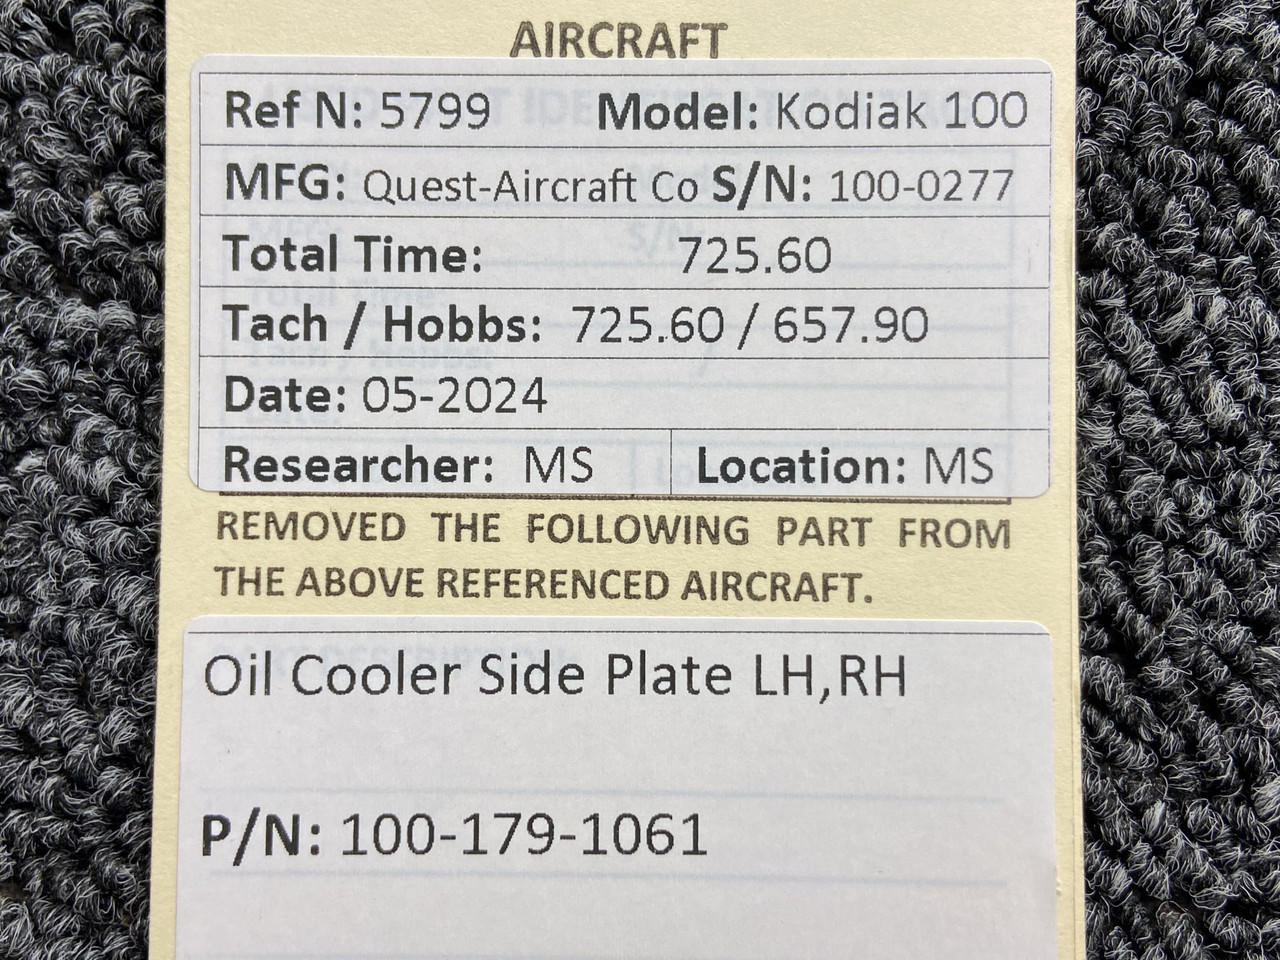 AIRCRAFT
Ref N: 5799 Model: Kodiak 100
MFG: Quest-Aircraft Co S/N: 100-0277
Total Time: 725.60
Tach / Hobbs: 725.60 / 657.90
Date: 05-2024
Researcher: MS Location: MS
REMOVED THE FOLLOWING PART FROM
THE ABOVE REFERENCED AIRCRAFT.
Oil Cooler Side Plate LH,RH
P/N: 100-179-1061